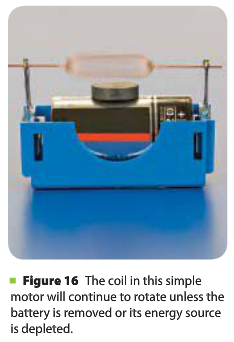 +
Figure 16 The coil in this simple
motor will continue to rotate unless the
battery is removed or its energy source
is depleted.